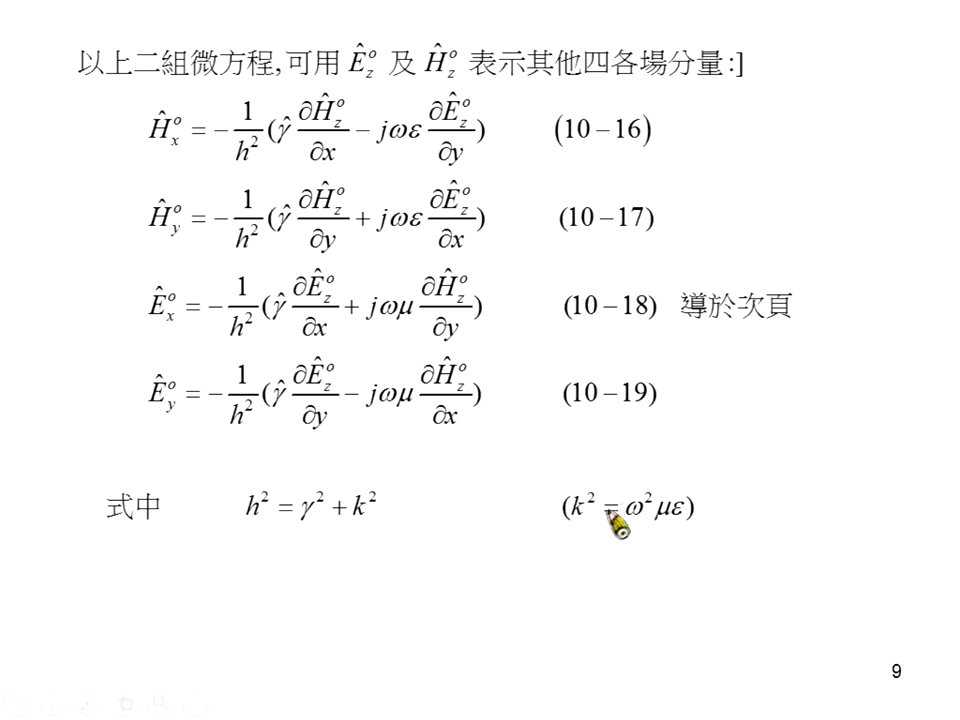 以上二組微方程,可用 Ê_z^o 及 Ĥ_z^o 表示其他四各場分量:]
Ĥ_x^o = −1/h²(γ̂ ∂Ĥ_z^o/∂x − jωε ∂Ê_z^o/∂y) (10−16)
Ĥ_y^o = −1/h²(γ̂ ∂Ĥ_z^o/∂y + jωε ∂Ê_z^o/∂x) (10−17)
Ê_x^o = −1/h²(γ̂ ∂Ê_z^o/∂x + jωμ ∂Ĥ_z^o/∂y) (10−18) 導於次頁
Ê_y^o = −1/h²(γ̂ ∂Ê_z^o/∂y − jωμ ∂Ĥ_z^o/∂x) (10−19)
式中 h² = γ² + k² (k² = ω²με)
9